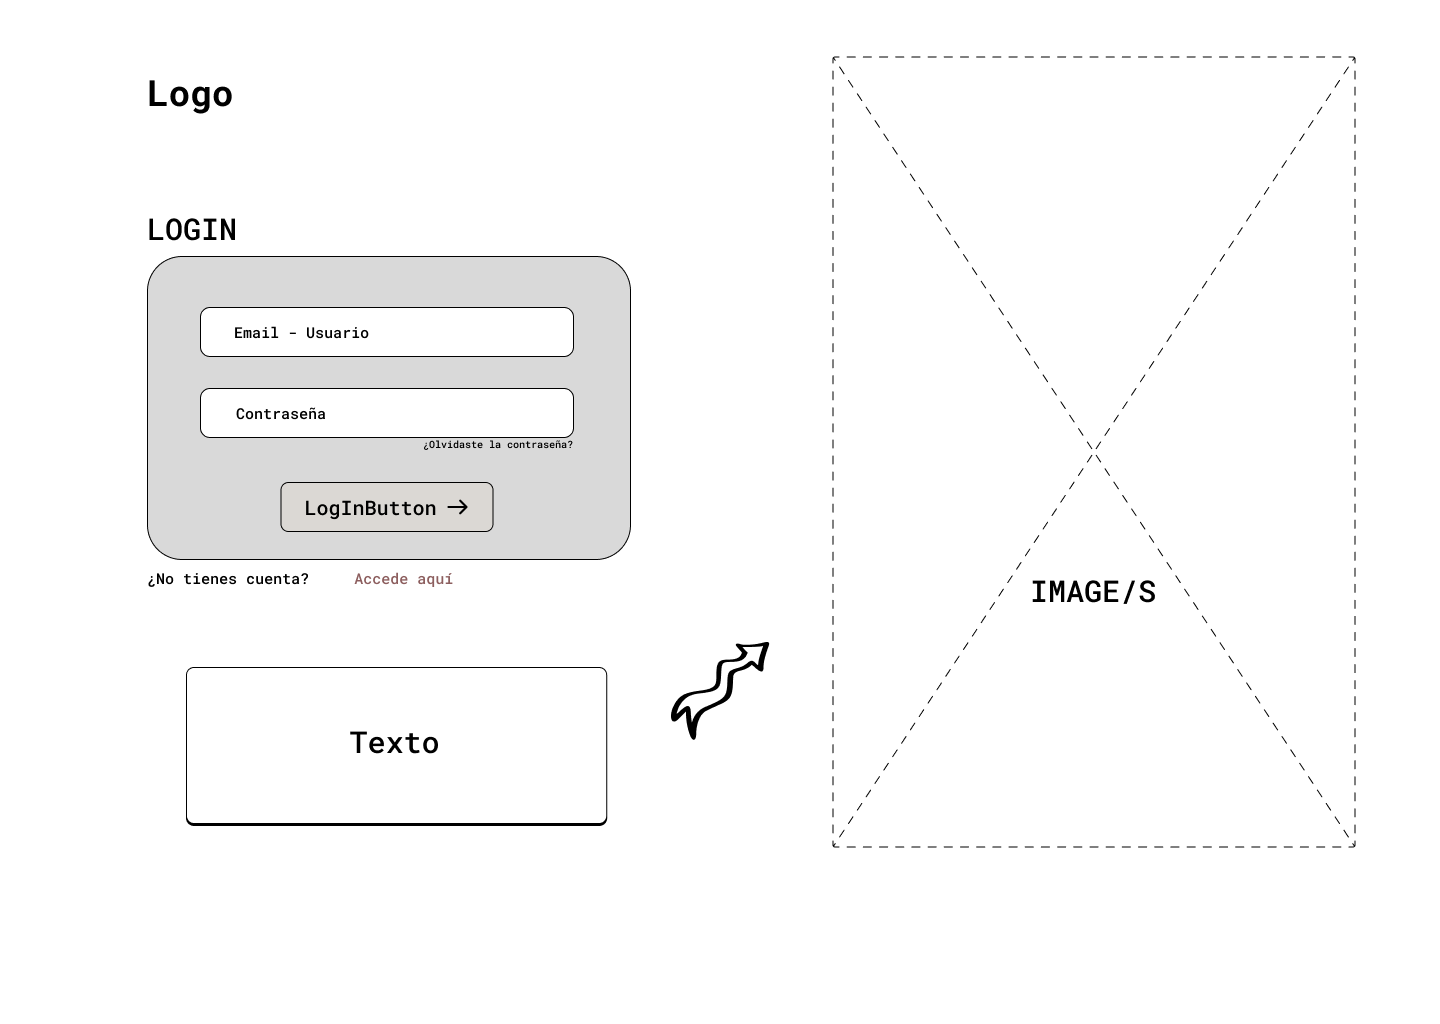 Logo
LOGIN
Email - Usuario
Contraseña
¿Olvidaste la contraseña?
LogInButton →
¿No tienes cuenta? Accede aquí
Texto
IMAGE/S